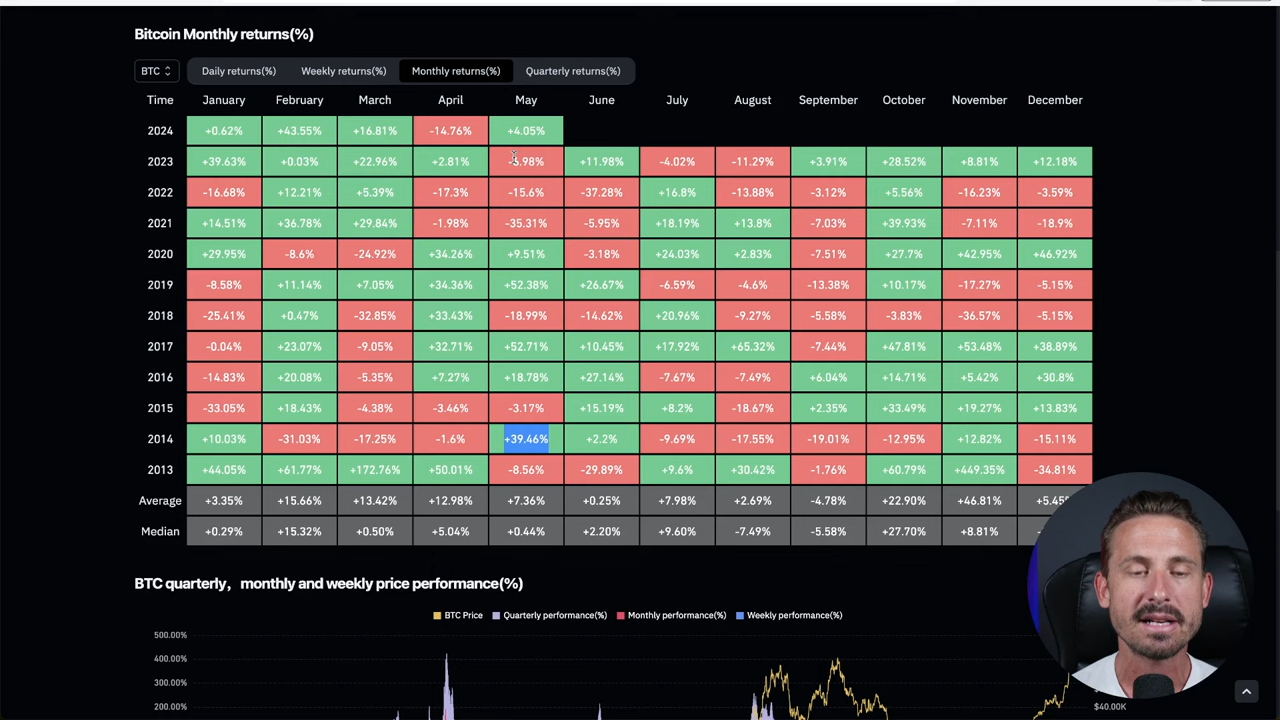 Bitcoin Monthly returns(%)
BTC Daily returns(%) Weekly returns(%) Monthly returns(%) Quarterly returns(%)
Time January February March April May June July August September October November December
2024 +0.62% +43.55% +16.81% -14.76% +4.05%
2023 +39.63% +0.03% +22.96% +2.81% -5.98% +11.98% -4.02% -11.29% +3.91% +28.52% +8.81% +12.18%
2022 -16.68% +12.21% +5.39% -17.3% -15.6% -37.28% +16.8% -13.88% -3.12% +5.56% -16.23% -3.59%
2021 +14.51% +36.78% +29.84% -1.98% -35.31% -5.95% +18.19% +13.8% -7.03% +39.93% -7.11% -18.9%
2020 +29.95% -8.6% -24.92% +34.26% +9.51% -3.18% +24.03% +2.83% -7.51% +27.7% +42.95% +46.92%
2019 -8.58% +11.14% +7.05% +34.36% +52.38% +26.67% -6.59% -4.6% -13.38% +10.17% -17.27% -5.15%
2018 -25.41% +0.47% -32.85% +33.43% -18.99% -14.62% +20.96% -9.27% -5.58% -3.83% -36.57% -5.15%
2017 -0.04% +23.07% -9.05% +32.71% +52.71% +10.45% +17.92% +65.32% -7.44% +47.81% +53.48% +38.89%
2016 -14.83% +20.08% -5.35% +7.27% +18.78% +27.14% -7.67% -7.49% +6.04% +14.71% +5.42% +30.8%
2015 -33.05% +18.43% -4.38% -3.46% -3.17% +15.19% +8.2% -18.67% +2.35% +33.49% +19.27% +13.83%
2014 +10.03% -31.03% -17.25% -1.6% +39.46% +2.2% -9.69% -17.55% -19.01% -12.95% +12.82% -15.11%
2013 +44.05% +61.77% +172.76% +50.01% -8.56% -29.89% +9.6% +30.42% -1.76% +60.79% +449.35% -34.81%
Average +3.35% +15.66% +13.42% +12.98% +7.36% +0.25% +7.98% +2.69% -4.78% +22.90% +46.81% +5.45%
Median +0.29% +15.32% +0.50% +5.04% +0.44% +2.20% +9.60% -7.49% -5.58% +27.70% +8.81%
BTC quarterly, monthly and weekly price performance(%)
BTC Price Quarterly performance(%) Monthly performance(%) Weekly performance(%)
500.00%
400.00%
300.00%
200.00% $40.00K